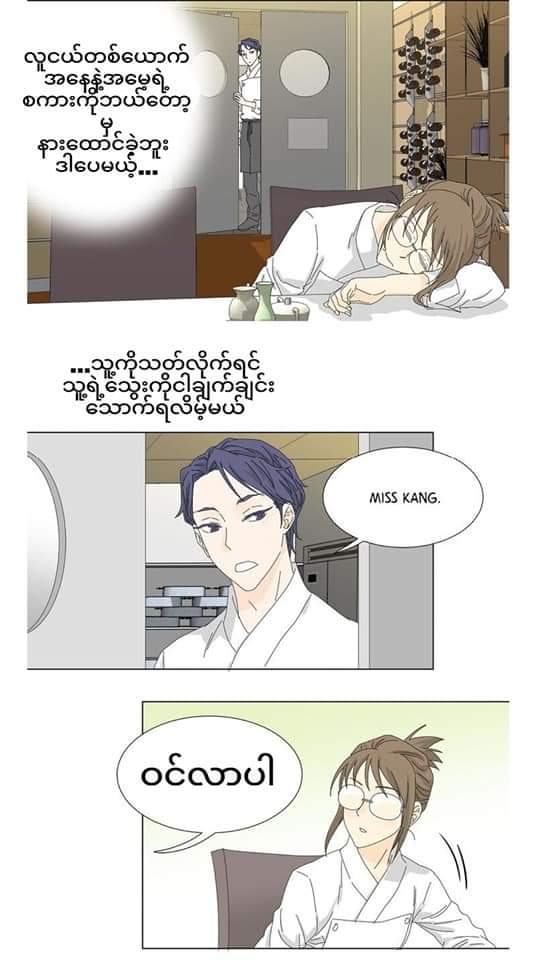 လူငယ်တစ်ယောက်
အနေနဲ့အမေ့ရဲ့
စကားကိုဘယ်တော့
မှ
နားထောင်ခဲ့ဘူး
ဒါပေမယ့်...
...သူ့ကိုသတ်လိုက်ရင်
သူ့ရဲ့သွေးကိုငါချက်ချင်း
သောက်ရလိမ့်မယ်
MISS KANG.
ဝင်လာပါ